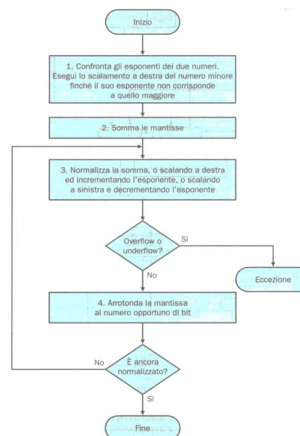 Inizio
1. Confronta gli esponenti dei due numeri.
Esegui lo scalamento a destra del numero minore
finché il suo esponente non corrisponde
a quello maggiore
2. Somma le mantisse
3. Normalizza la somma, o scalando a destra
ed incrementando l'esponente, o scalando
a sinistra e decrementando l'esponente
Overflow o
underflow?
Sì
No
Eccezione
4. Arrotonda la mantissa
al numero opportuno di bit
No
È ancora
normalizzato?
Sì
Fine